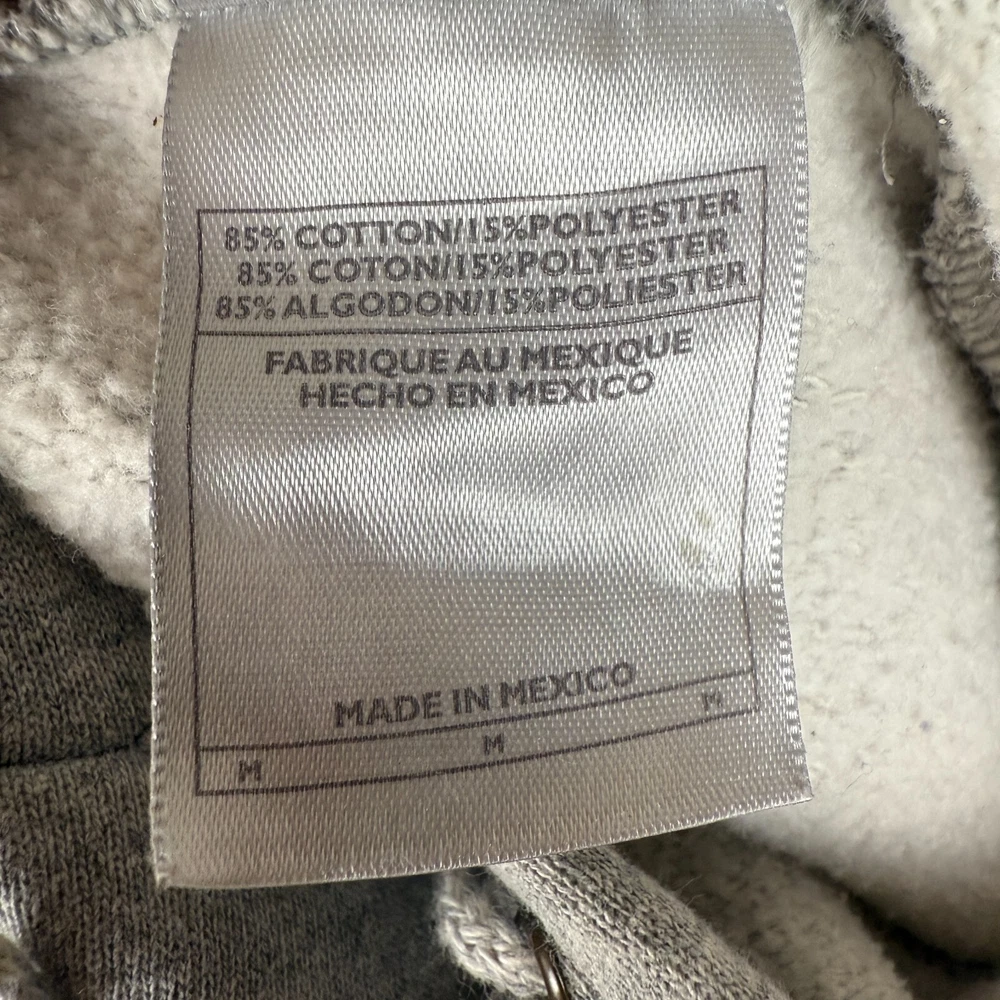 85% COTTON/15%POLYESTER
85% COTON/15%POLYESTER
85% ALGODON/15%POLIESTER
FABRIQUE AU MEXIQUE
HECHO EN MEXICO
MADE IN MEXICO
M M M